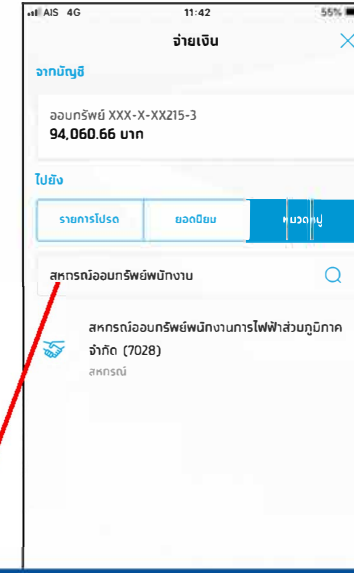 AIS 4G 11:42 55%
จ่ายเงิน
จากบัญชี
ออมทรัพย์ XXX-X-XX215-3
94,060.66 บาท
ไปยัง
รายการโปรด ยอดนิยม หมวดหมู่
สหกรณ์ออมทรัพย์พนักงาน
สหกรณ์ออมทรัพย์พนักงานการไฟฟ้าส่วนภูมิภาค
จำกัด (7028)
สหกรณ์